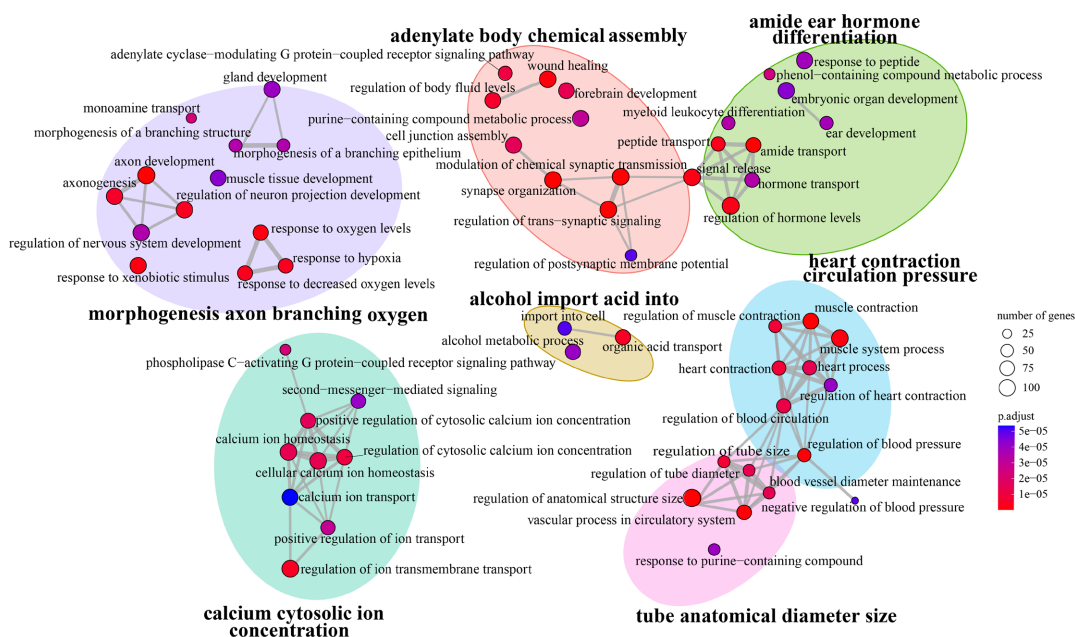 amide ear hormone
differentiation
adenylate body chemical assembly
adenylate cyclase−modulating G protein−coupled receptor signaling pathway
wound healing
regulation of body fluid levels
forebrain development
purine−containing compound metabolic process
cell junction assembly
modulation of chemical synaptic transmission
synapse organization
regulation of trans−synaptic signaling
regulation of postsynaptic membrane potential
response to peptide
phenol−containing compound metabolic process
embryonic organ development
myeloid leukocyte differentiation
ear development
peptide transport
amide transport
signal release
hormone transport
regulation of hormone levels
gland development
monoamine transport
morphogenesis of a branching structure
morphogenesis of a branching epithelium
axon development
muscle tissue development
axonogenesis
regulation of neuron projection development
regulation of nervous system development
response to oxygen levels
response to hypoxia
response to xenobiotic stimulus
response to decreased oxygen levels
morphogenesis axon branching oxygen
alcohol import acid into
import into cell
alcohol metabolic process
organic acid transport
heart contraction
circulation pressure
regulation of muscle contraction
muscle contraction
muscle system process
heart contraction
heart process
regulation of heart contraction
regulation of blood circulation
regulation of blood pressure
regulation of tube size
regulation of tube diameter
blood vessel diameter maintenance
regulation of anatomical structure size
negative regulation of blood pressure
vascular process in circulatory system
response to purine−containing compound
tube anatomical diameter size
phospholipase C−activating G protein−coupled receptor signaling pathway
second−messenger−mediated signaling
positive regulation of cytosolic calcium ion concentration
calcium ion homeostasis
regulation of cytosolic calcium ion concentration
cellular calcium ion homeostasis
calcium ion transport
positive regulation of ion transport
regulation of ion transmembrane transport
calcium cytosolic ion
concentration
number of genes
25
50
75
100
p.adjust
5e−05
4e−05
3e−05
2e−05
1e−05